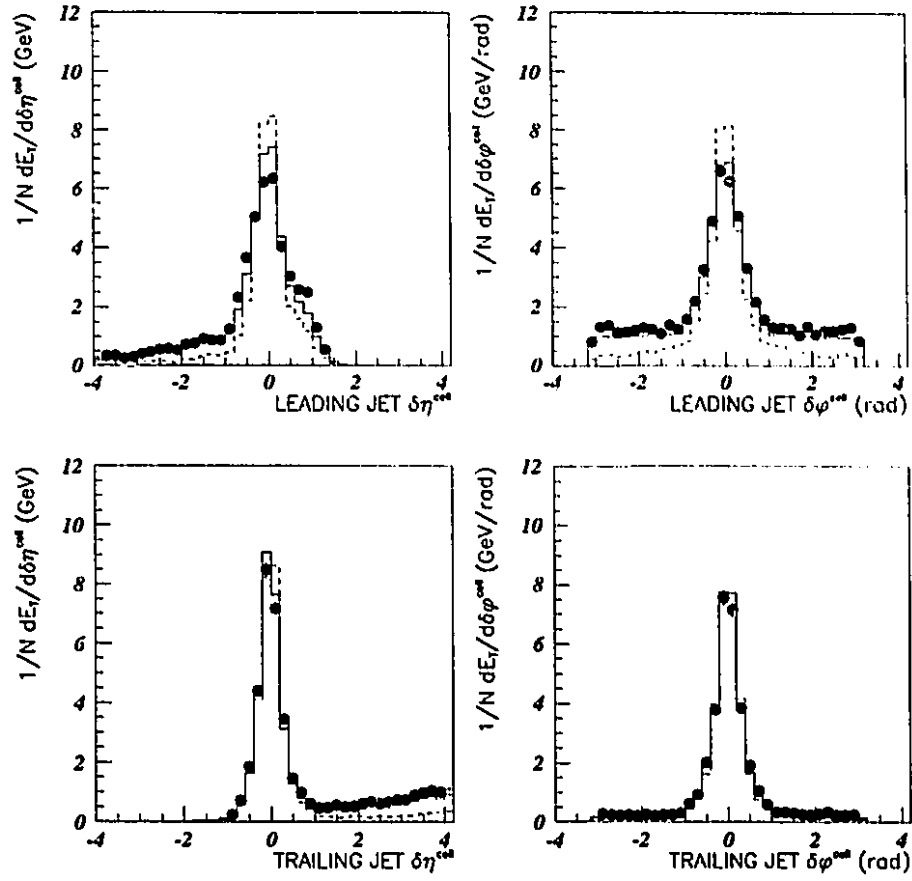 1/N dE_T/dδη^cell (GeV)
12
10
8
6
4
2
0
-4 -2 0 2 4
LEADING JET δη^cell
1/N dE_T/dδφ^cell (GeV/rad)
12
10
8
6
4
2
0
-4 -2 0 2 4
LEADING JET δφ^cell (rad)
1/N dE_T/dδη^cell (GeV)
12
10
8
6
4
2
0
-4 -2 0 2 4
TRAILING JET δη^cell
1/N dE_T/dδφ^cell (GeV/rad)
12
10
8
6
4
2
0
-4 -2 0 2 4
TRAILING JET δφ^cell (rad)